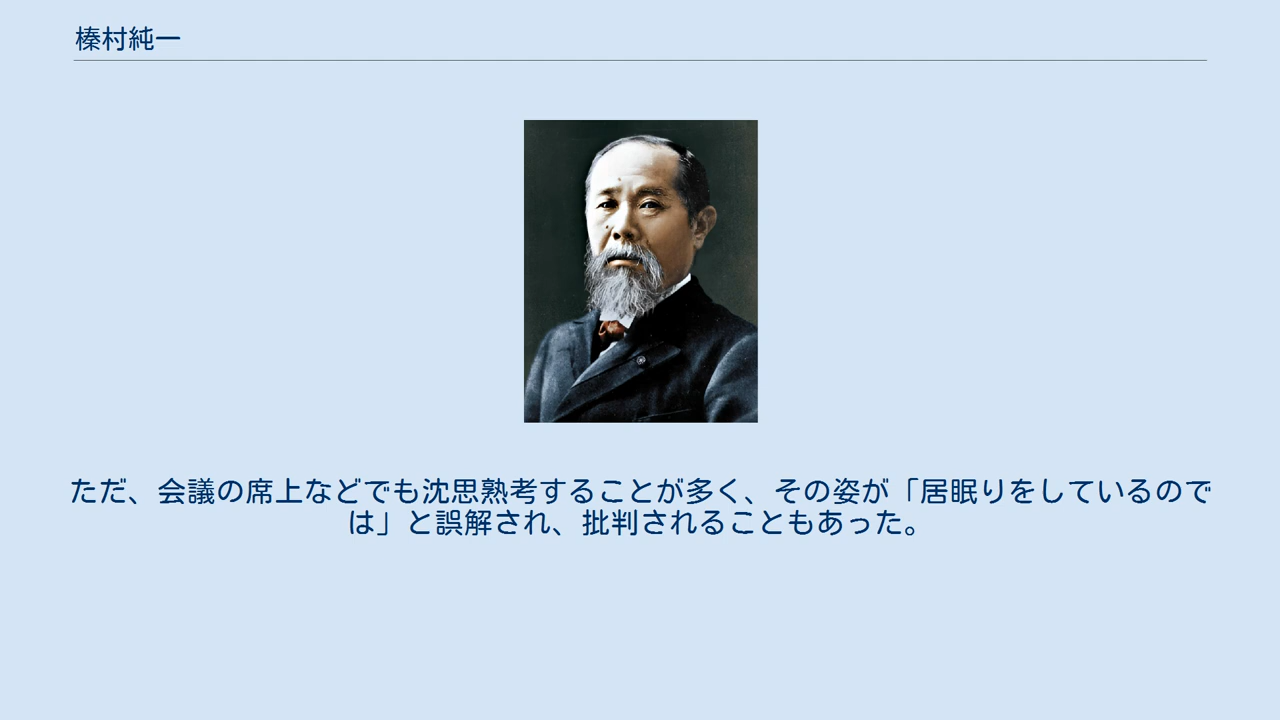 榛村純一
ただ、会議の席上などでも沈思熟考することが多く、その姿が「居眠りをしているので
は」と誤解され、批判されることもあった。